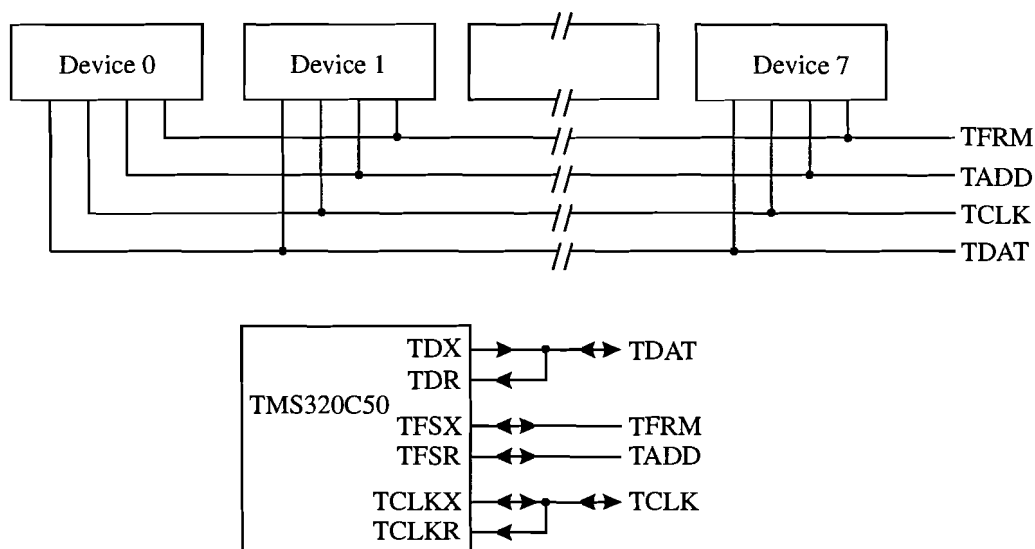 Device 0
Device 1
Device 7
TFRM
TADD
TCLK
TDAT
TDX
TDAT
TDR
TMS320C50
TFSX
TFRM
TFSR
TADD
TCLKX
TCLK
TCLKR